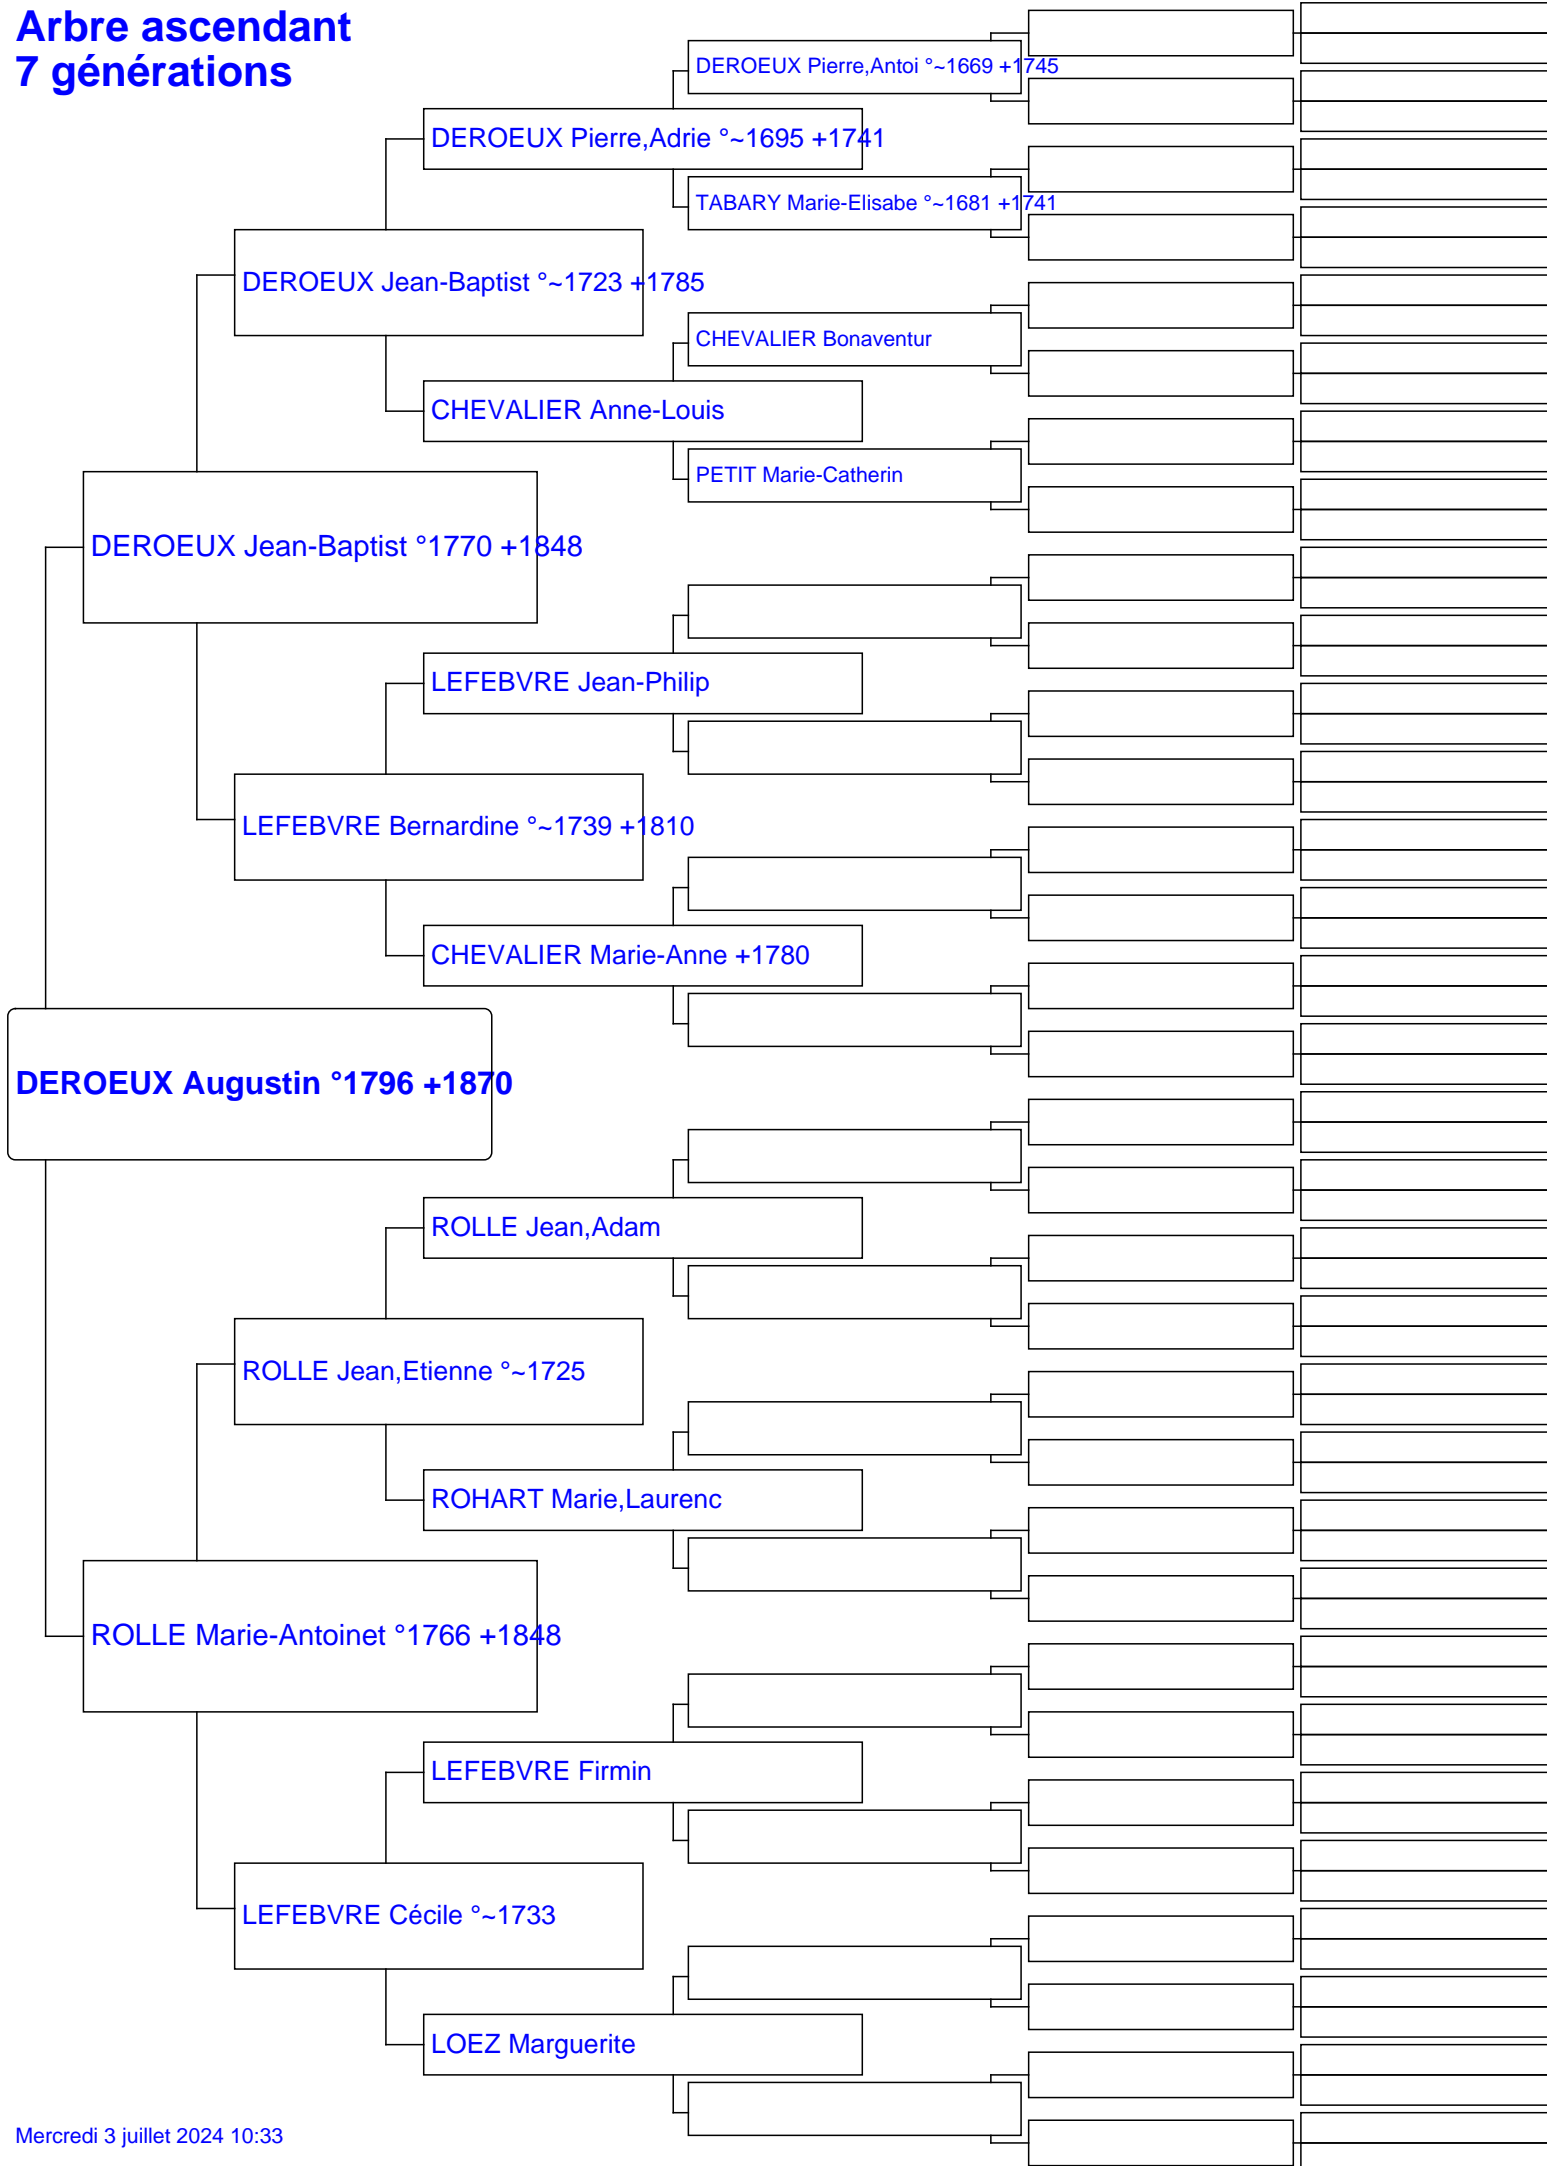 Arbre ascendant
7 générations
DEROEUX Pierre,Antoi °~1669 +1745
DEROEUX Pierre,Adrie °~1695 +1741
TABARY Marie-Elisabe °~1681 +1741
DEROEUX Jean-Baptist °~1723 +1785
CHEVALIER Bonaventur
CHEVALIER Anne-Louis
PETIT Marie-Catherin
DEROEUX Jean-Baptist °1770 +1848
LEFEBVRE Jean-Philip
LEFEBVRE Bernardine °~1739 +1810
CHEVALIER Marie-Anne +1780
DEROEUX Augustin °1796 +1870
ROLLE Jean,Adam
ROLLE Jean,Etienne °~1725
ROHART Marie,Laurenc
ROLLE Marie-Antoinet °1766 +1848
LEFEBVRE Firmin
LEFEBVRE Cécile °~1733
LOEZ Marguerite
Mercredi 3 juillet 2024 10:33